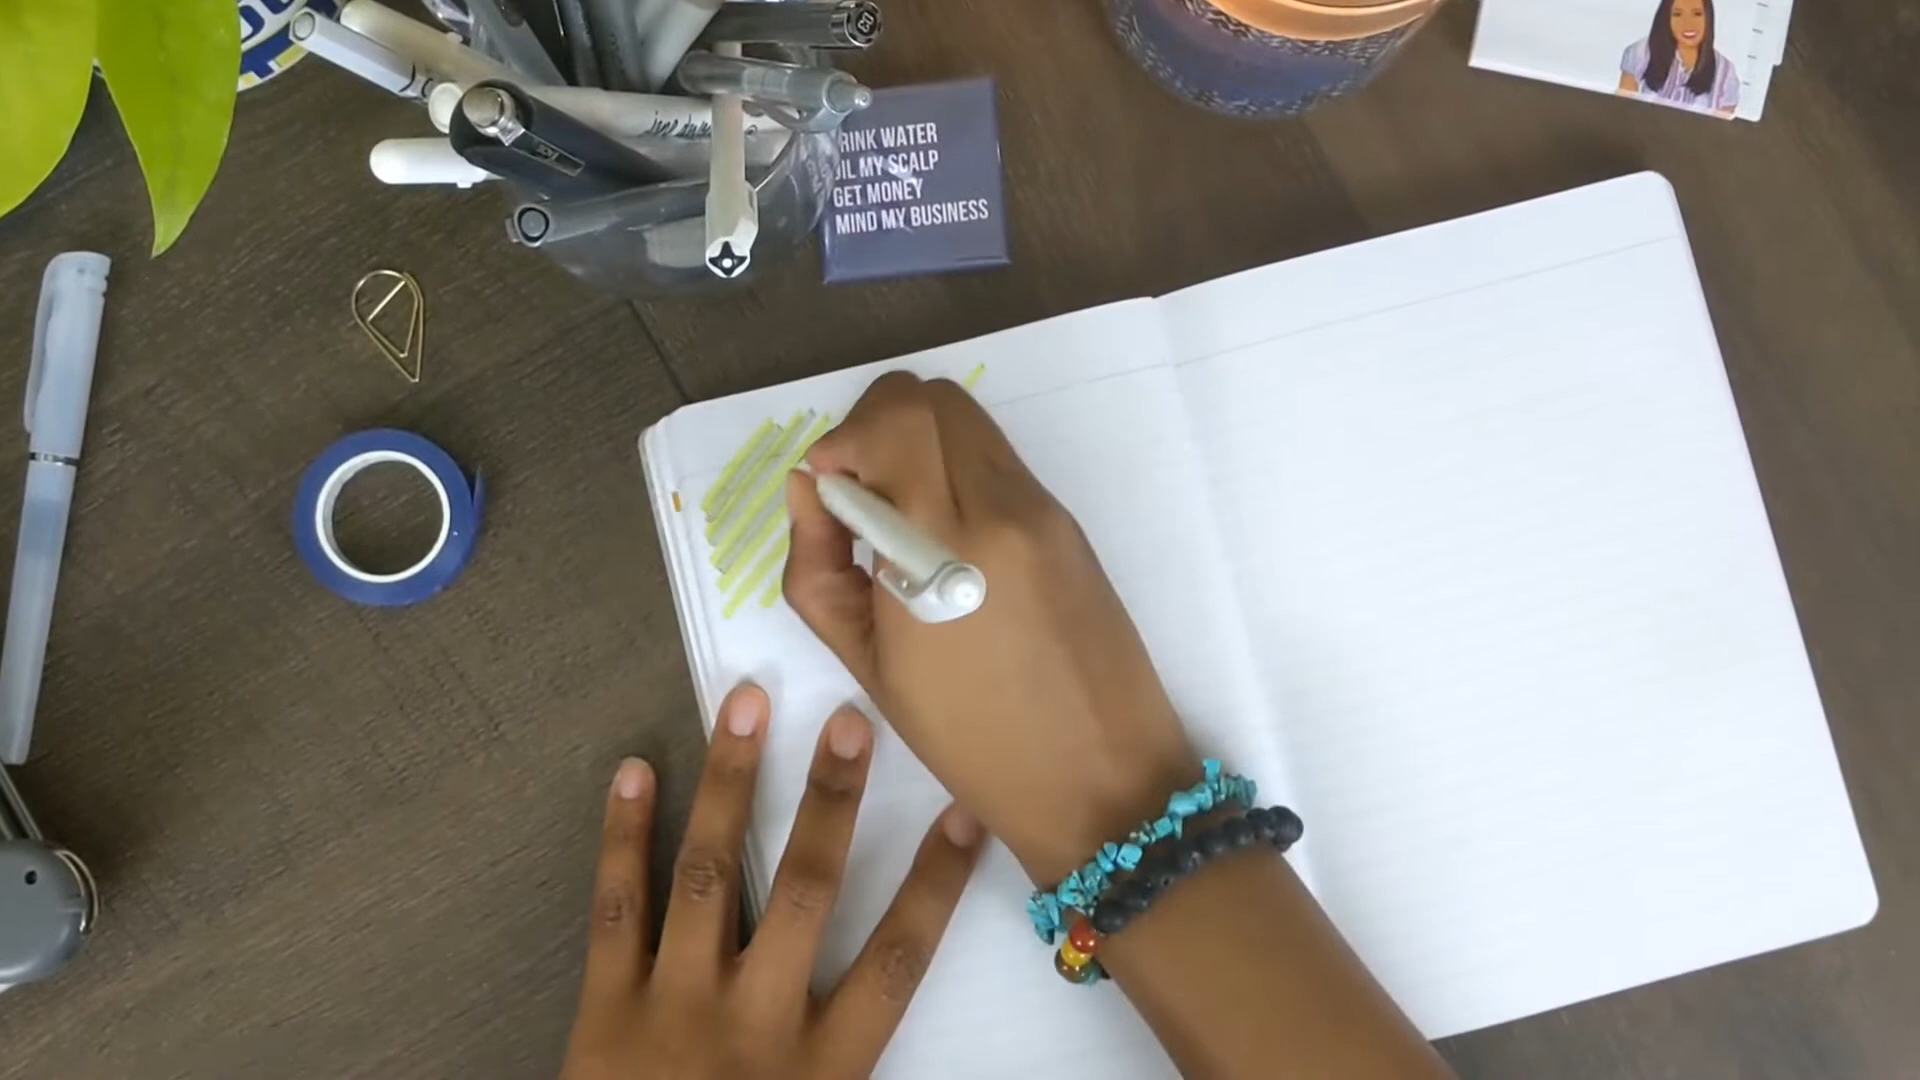 RINK WATER
OIL MY SCALP
GET MONEY
MIND MY BUSINESS